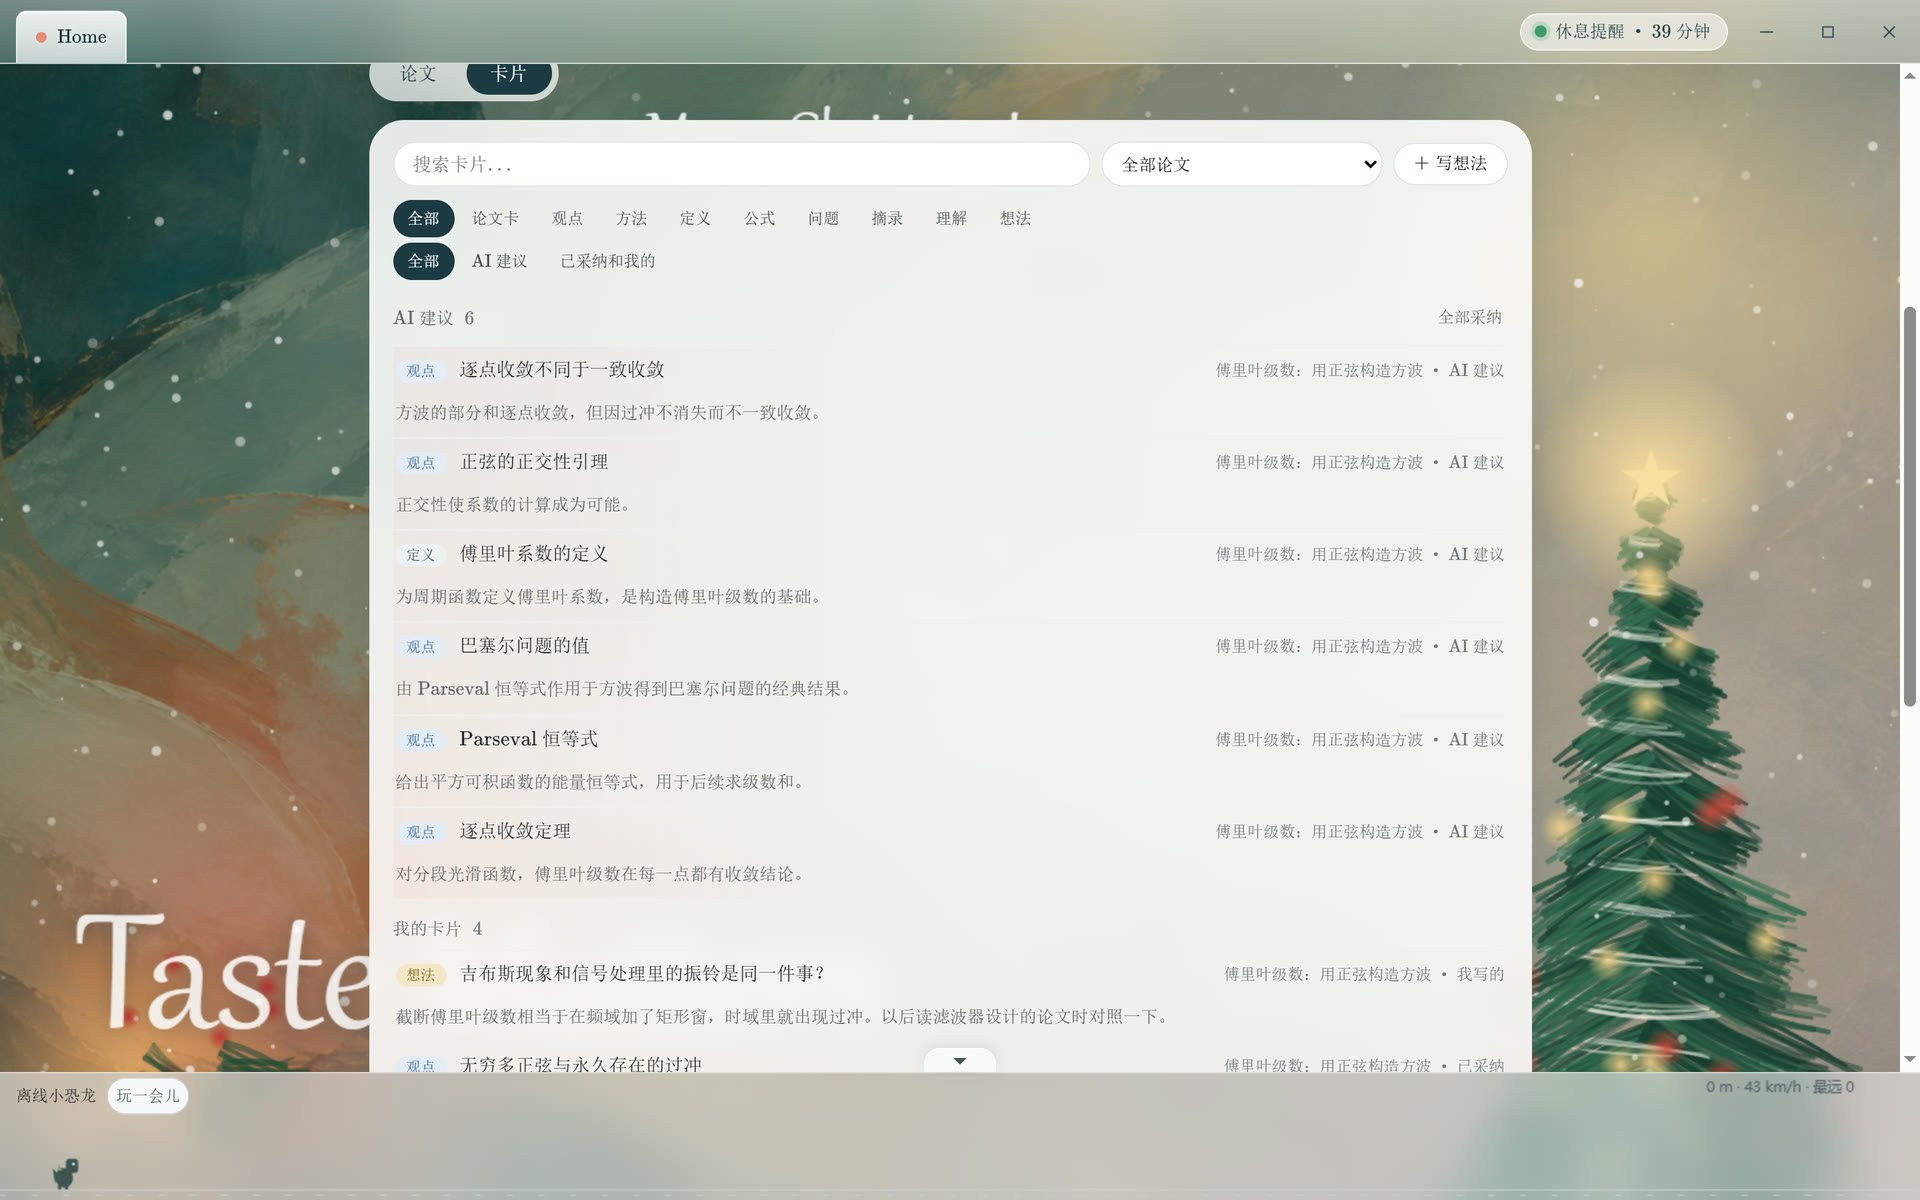 Home
休息提醒 • 39 分钟
论文 卡片
搜索卡片...
全部论文
+ 写想法
全部 论文卡 观点 方法 定义 公式 问题 摘录 理解 想法
全部 AI 建议 已采纳和我的
AI 建议 6
全部采纳
观点 逐点收敛不同于一致收敛
傅里叶级数：用正弦构造方波 • AI 建议
方波的部分和逐点收敛，但因过冲不消失而不一致收敛。
观点 正弦的正交性引理
傅里叶级数：用正弦构造方波 • AI 建议
正交性使系数的计算成为可能。
定义 傅里叶系数的定义
傅里叶级数：用正弦构造方波 • AI 建议
为周期函数定义傅里叶系数，是构造傅里叶级数的基础。
观点 巴塞尔问题的值
傅里叶级数：用正弦构造方波 • AI 建议
由 Parseval 恒等式作用于方波得到巴塞尔问题的经典结果。
观点 Parseval 恒等式
傅里叶级数：用正弦构造方波 • AI 建议
给出平方可积函数的能量恒等式，用于后续求级数和。
观点 逐点收敛定理
傅里叶级数：用正弦构造方波 • AI 建议
对分段光滑函数，傅里叶级数在每一点都有收敛结论。
我的卡片 4
想法 吉布斯现象和信号处理里的振铃是同一件事？
傅里叶级数：用正弦构造方波 • 我写的
截断傅里叶级数相当于在频域加了矩形窗，时域里就出现过冲。以后读滤波器设计的论文时对照一下。
观点 无穷多正弦与永久存在的过冲
傅里叶级数：用正弦构造方波 • 已采纳
Taste
离线小恐龙 玩一会儿
0 m · 43 km/h · 最远 0